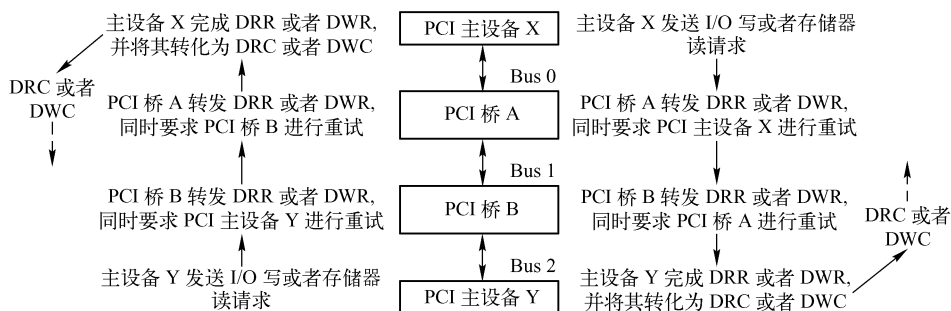 主设备 X 完成 DRR 或者 DWR,
并将其转化为 DRC 或者 DWC
DRC 或者
DWC
PCI 桥 A 转发 DRR 或者 DWR,
同时要求 PCI 桥 B 进行重试
PCI 桥 B 转发 DRR 或者 DWR,
同时要求 PCI 主设备 Y 进行重试
主设备 Y 发送 I/O 写或者存储器
读请求
PCI 主设备 X
Bus 0
PCI 桥 A
Bus 1
PCI 桥 B
Bus 2
PCI 主设备 Y
主设备 X 发送 I/O 写或者存储器
读请求
PCI 桥 A 转发 DRR 或者 DWR,
同时要求 PCI 主设备 X 进行重试
PCI 桥 B 转发 DRR 或者 DWR,
同时要求 PCI 桥 A 进行重试
主设备 Y 完成 DRR 或者 DWR,
并将其转化为 DRC 或者 DWC
DRC 或者
DWC